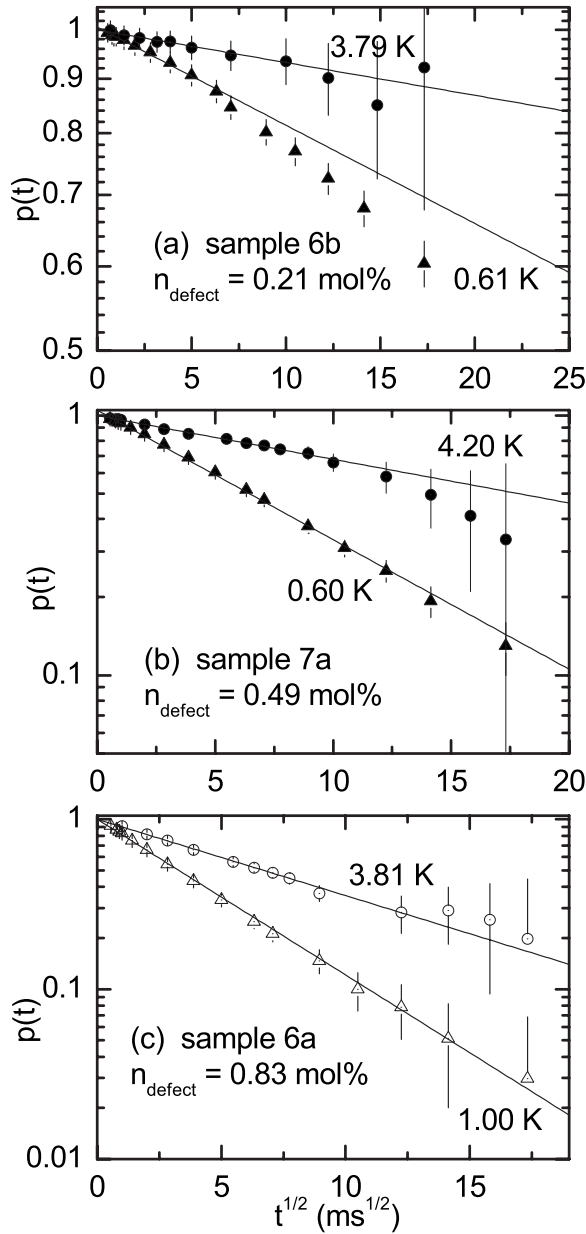 1
3.79 K
0.9
0.8
p(t)
0.7
(a) sample 6b
0.6
n_defect = 0.21 mol% 0.61 K
0.5
0 5 10 15 20 25
1
4.20 K
p(t)
0.60 K
0.1
(b) sample 7a
n_defect = 0.49 mol%
0 5 10 15 20
1
3.81 K
p(t)
0.1
(c) sample 6a
n_defect = 0.83 mol%
1.00 K
0.01
0 5 10 15
t^1/2 (ms^1/2)